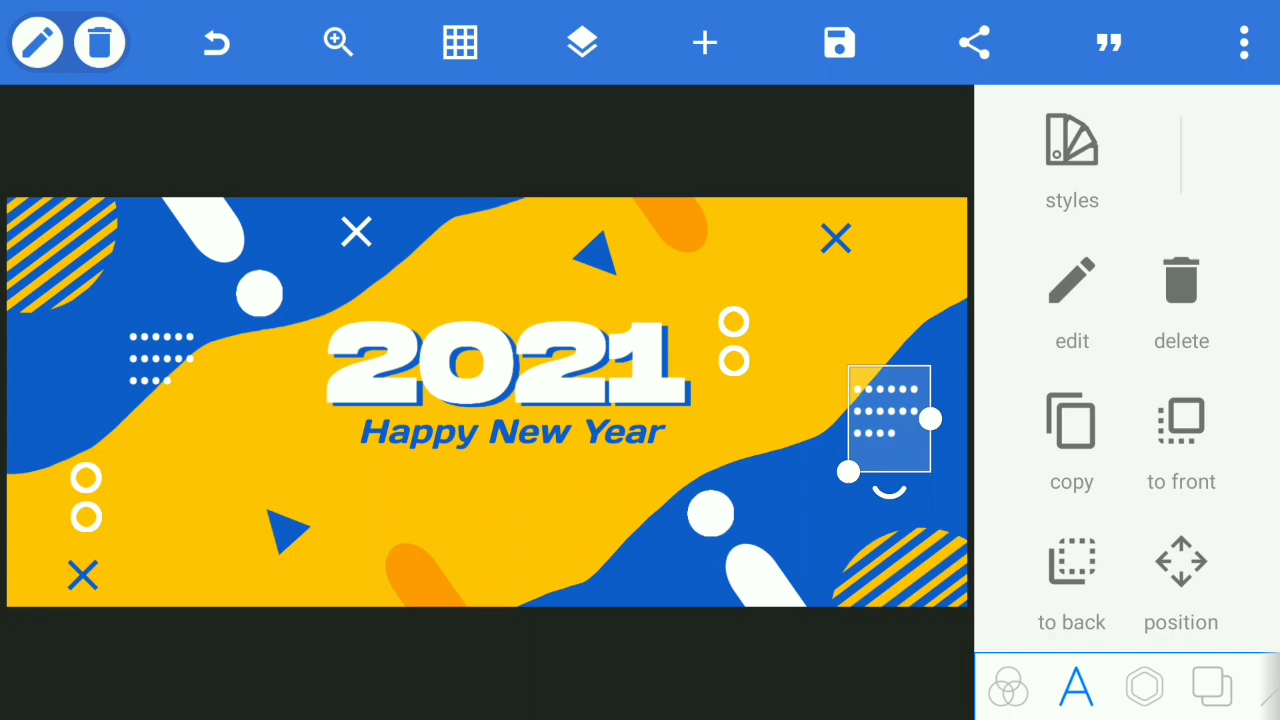 2021
Happy New Year
styles
edit
delete
copy
to front
to back
position